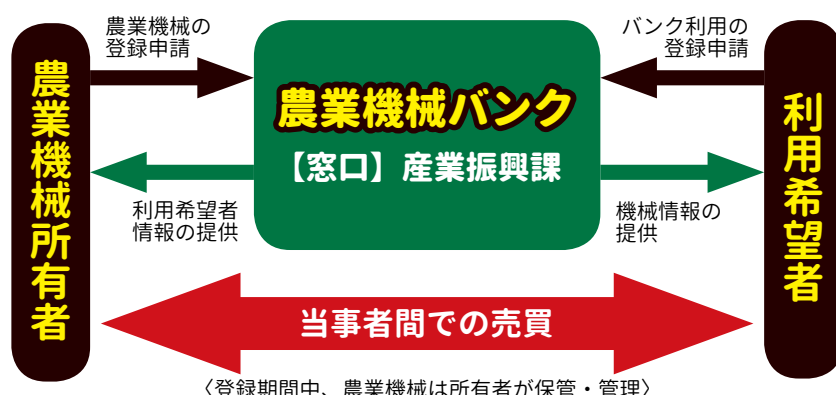 農業機械の
登録申請
バンク利用の
登録申請
農業機械所有者
農業機械バンク
【窓口】産業振興課
利用希望者
利用希望者
情報の提供
機械情報の
提供
当事者間での売買
〈登録期間中、農業機械は所有者が保管・管理〉